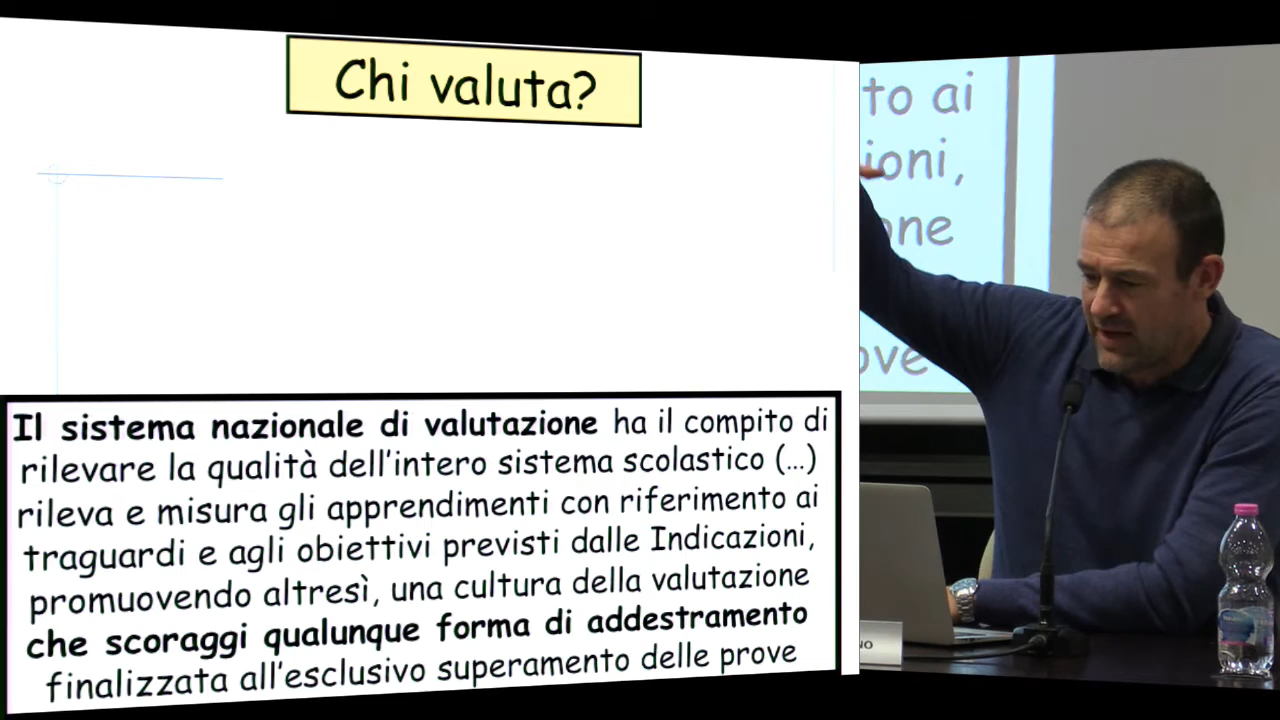 Chi valuta?
Il sistema nazionale di valutazione ha il compito di
rilevare la qualità dell'intero sistema scolastico (...)
rileva e misura gli apprendimenti con riferimento ai
traguardi e agli obiettivi previsti dalle Indicazioni,
promuovendo altresì, una cultura della valutazione
che scoraggi qualunque forma di addestramento
finalizzata all'esclusivo superamento delle prove
to ai
ioni,
one
ove
NO